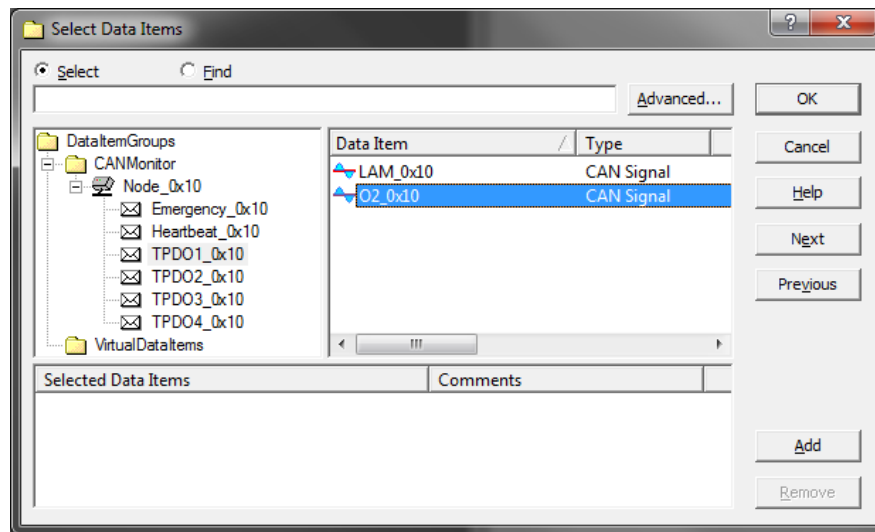 Select Data Items
?
X
Select Find
Advanced...
OK
Cancel
Help
Next
Previous
DataItemGroups
CANMonitor
Node_0x10
Emergency_0x10
Heartbeat_0x10
TPDO1_0x10
TPDO2_0x10
TPDO3_0x10
TPDO4_0x10
VirtualDataItems
Data Item Type
LAM_0x10 CAN Signal
O2_0x10 CAN Signal
Selected Data Items Comments
Add
Remove